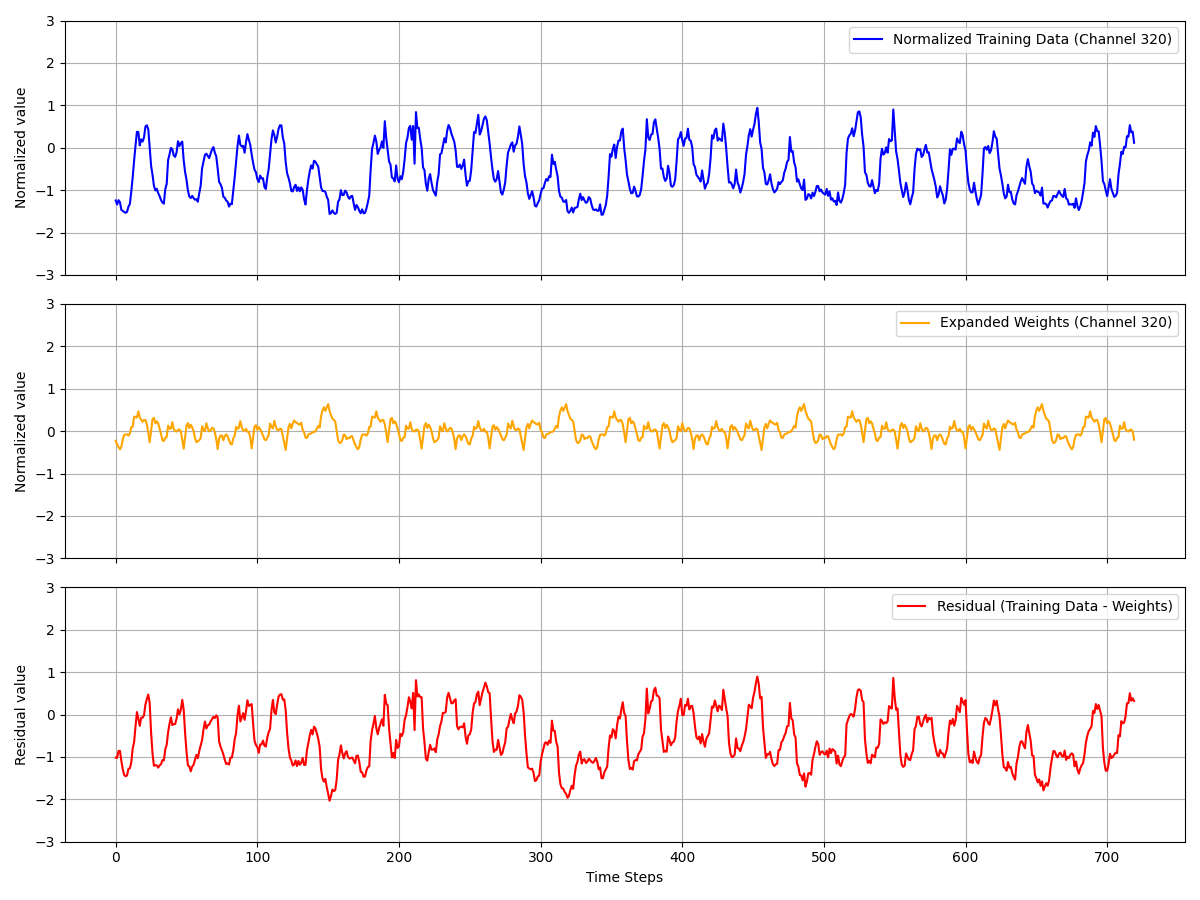 3
2
1
0
−1
−2
−3
Normalized value
Normalized Training Data (Channel 320)
3
2
1
0
−1
−2
−3
Normalized value
Expanded Weights (Channel 320)
3
2
1
0
−1
−2
−3
Residual value
Residual (Training Data - Weights)
0 100 200 300 400 500 600 700
Time Steps